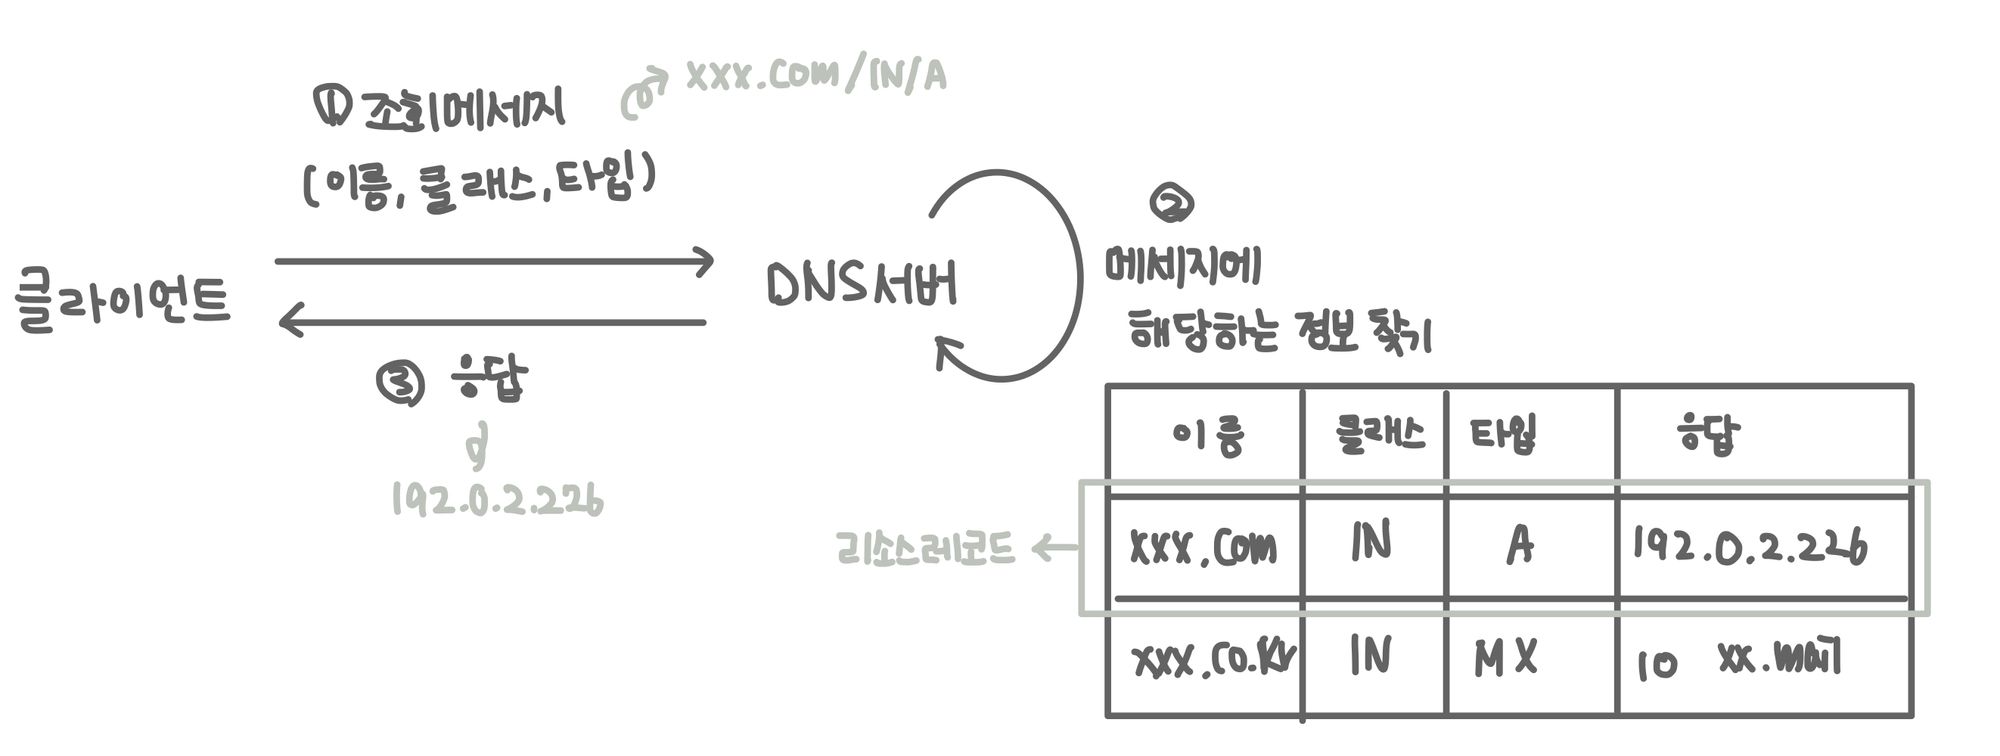 ① 조회메세지
xxx.com/IN/A
(이름, 클래스, 타입)
클라이언트
DNS서버
②
메세지에
해당하는 정보 찾기
③ 응답
192.0.2.226
이름 클래스 타입 응답
리소스레코드
xxx.com IN A 192.0.2.226
xxx.co.kr IN MX 10 xx.mail